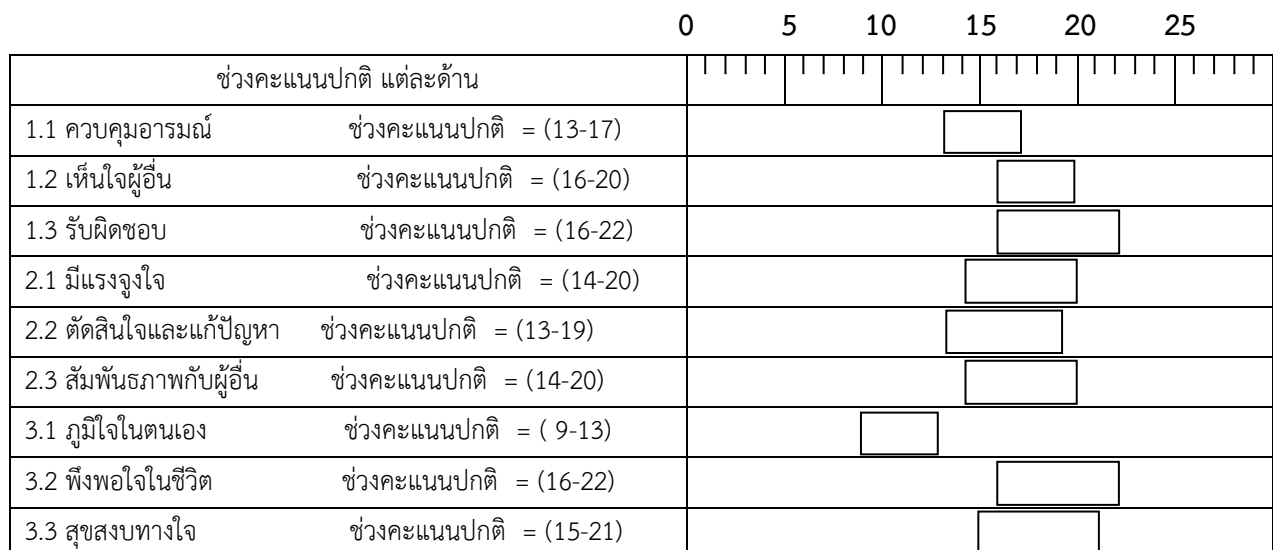 0 5 10 15 20 25
ช่วงคะแนนปกติ แต่ละด้าน
1.1 ควบคุมอารมณ์ ช่วงคะแนนปกติ = (13-17)
1.2 เห็นใจผู้อื่น ช่วงคะแนนปกติ = (16-20)
1.3 รับผิดชอบ ช่วงคะแนนปกติ = (16-22)
2.1 มีแรงจูงใจ ช่วงคะแนนปกติ = (14-20)
2.2 ตัดสินใจและแก้ปัญหา ช่วงคะแนนปกติ = (13-19)
2.3 สัมพันธภาพกับผู้อื่น ช่วงคะแนนปกติ = (14-20)
3.1 ภูมิใจในตนเอง ช่วงคะแนนปกติ = ( 9-13)
3.2 พึงพอใจในชีวิต ช่วงคะแนนปกติ = (16-22)
3.3 สุขสงบทางใจ ช่วงคะแนนปกติ = (15-21)